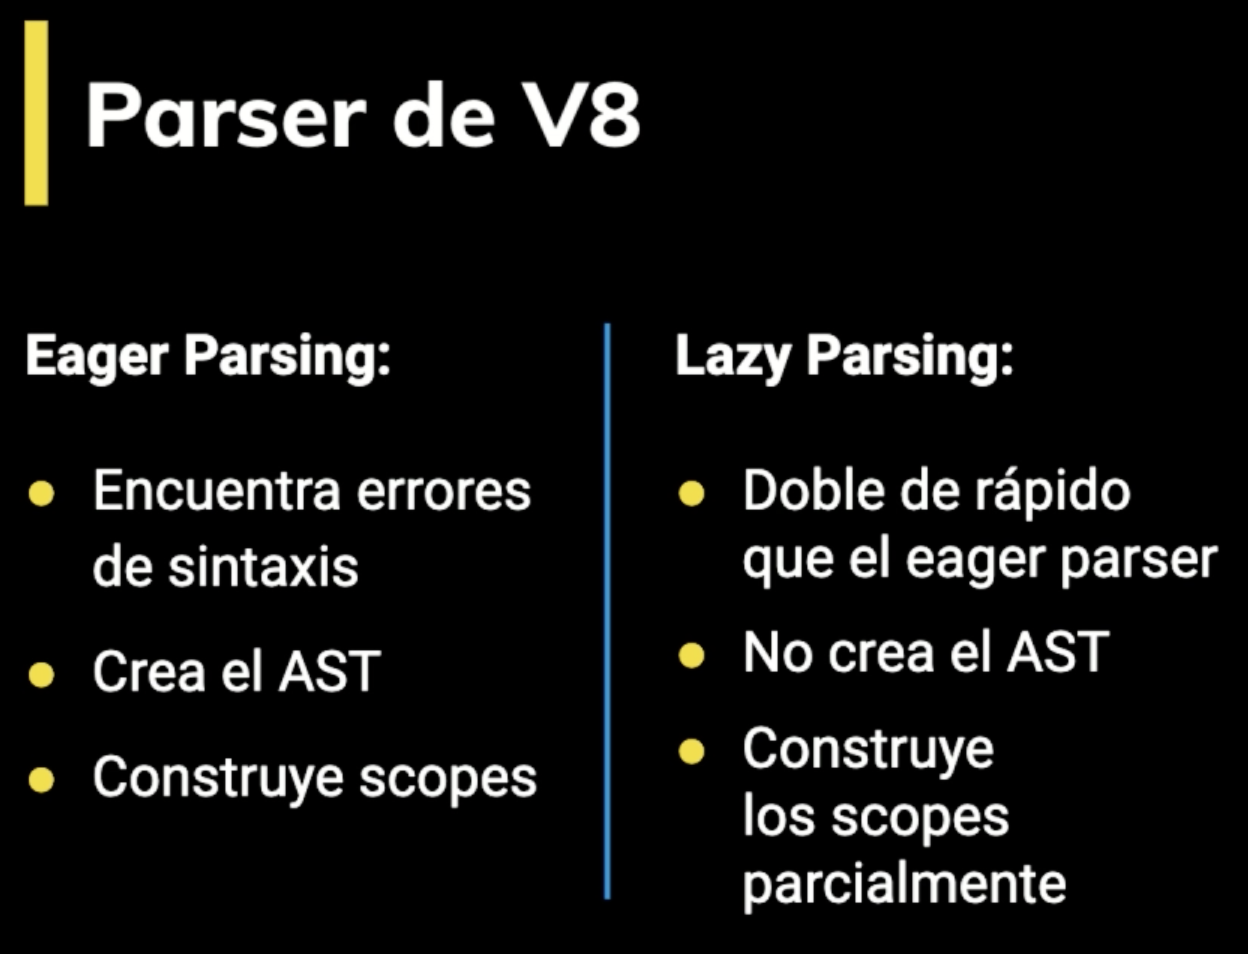 Parser de V8
Eager Parsing:
Encuentra errores
de sintaxis
Crea el AST
Construye scopes
Lazy Parsing:
Doble de rápido
que el eager parser
No crea el AST
Construye
los scopes
parcialmente